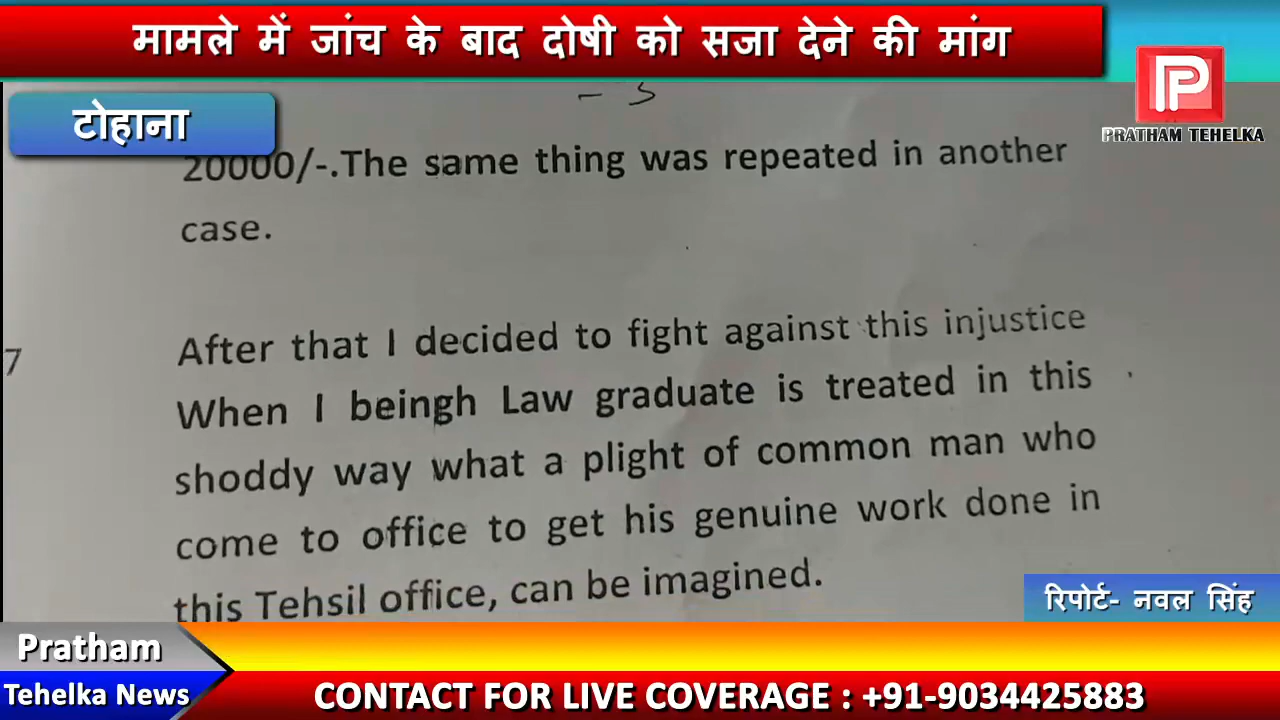 मामले में जांच के बाद दोषी को सजा देने की मांग
PRATHAM TEHELKA
टोहाना
20000/-.The same thing was repeated in another
case.
7
After that I decided to fight against this injustice
When I beingh Law graduate is treated in this
shoddy way what a plight of common man who
come to office to get his genuine work done in
this Tehsil office, can be imagined.
रिपोर्ट- नवल सिंह
Pratham
Tehelka News
CONTACT FOR LIVE COVERAGE : +91-9034425883